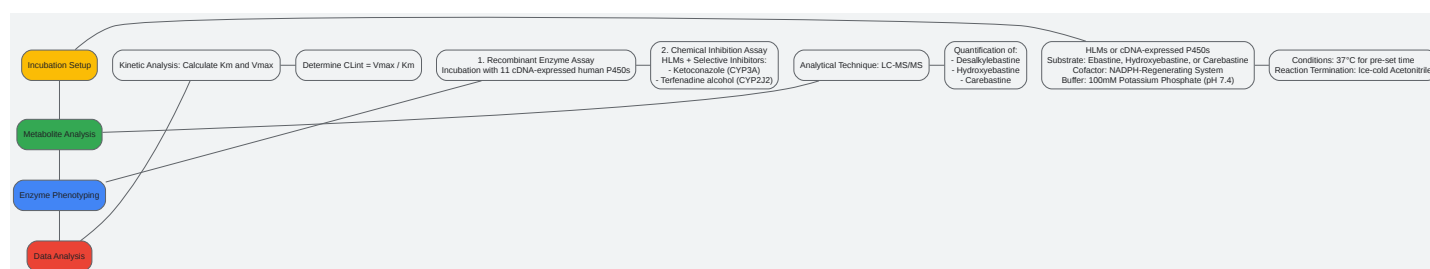 Incubation Setup
Kinetic Analysis: Calculate Km and Vmax
Determine CLint = Vmax / Km
1. Recombinant Enzyme Assay
Incubation with 11 cDNA-expressed human P450s
2. Chemical Inhibition Assay
HLMs + Selective Inhibitors:
- Ketoconazole (CYP3A)
- Terfenadine alcohol (CYP2J2)
Analytical Technique: LC-MS/MS
Quantification of:
- Desalkylebastine
- Hydroxyebastine
- Carebastine
HLMs or cDNA-expressed P450s
Substrate: Ebastine, Hydroxyebastine, or Carebastine
Cofactor: NADPH-Regenerating System
Buffer: 100mM Potassium Phosphate (pH 7.4)
Conditions: 37°C for pre-set time
Reaction Termination: Ice-cold Acetonitrile
Metabolite Analysis
Enzyme Phenotyping
Data Analysis